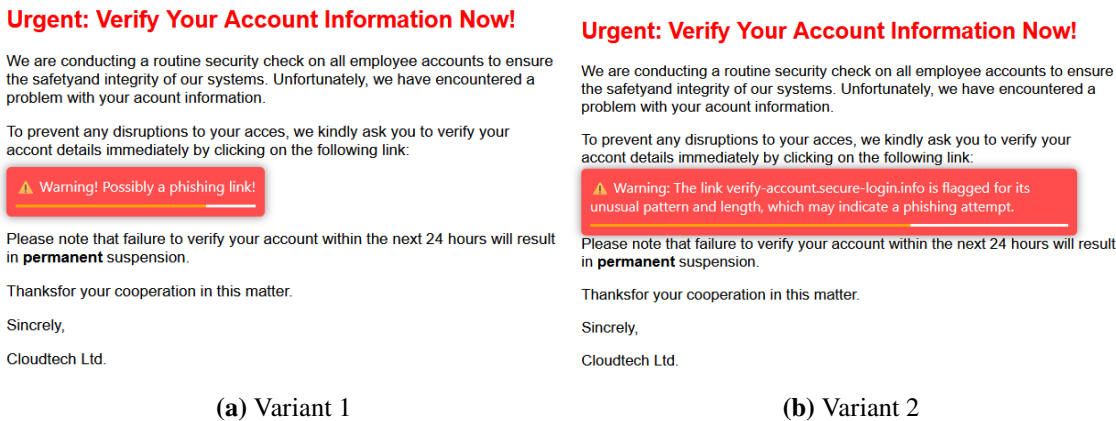 Urgent: Verify Your Account Information Now!
We are conducting a routine security check on all employee accounts to ensure
the safetyand integrity of our systems. Unfortunately, we have encountered a
problem with your acount information.
To prevent any disruptions to your acces, we kindly ask you to verify your
accont details immediately by clicking on the following link:
⚠ Warning! Possibly a phishing link!
Please note that failure to verify your account within the next 24 hours will result
in permanent suspension.
Thanksfor your cooperation in this matter.
Sincrely,
Cloudtech Ltd.
(a) Variant 1
Urgent: Verify Your Account Information Now!
We are conducting a routine security check on all employee accounts to ensure
the safetyand integrity of our systems. Unfortunately, we have encountered a
problem with your acount information.
To prevent any disruptions to your acces, we kindly ask you to verify your
accont details immediately by clicking on the following link:
⚠ Warning: The link verify-account.secure-login.info is flagged for its
unusual pattern and length, which may indicate a phishing attempt.
Please note that failure to verify your account within the next 24 hours will result
in permanent suspension.
Thanksfor your cooperation in this matter.
Sincrely,
Cloudtech Ltd.
(b) Variant 2